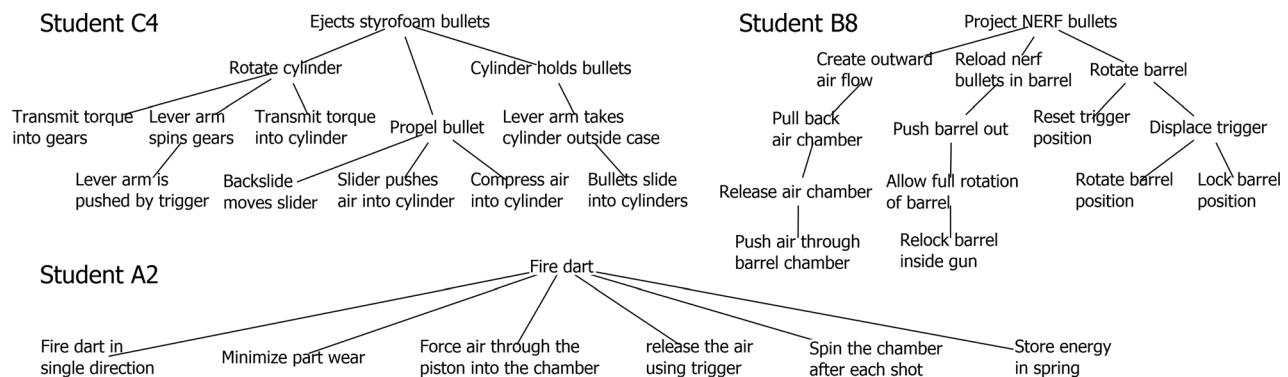 Student C4
Ejects styrofoam bullets
Rotate cylinder
Cylinder holds bullets
Transmit torque
into gears
Lever arm
spins gears
Transmit torque
into cylinder
Propel bullet
Lever arm takes
cylinder outside case
Lever arm is
pushed by trigger
Backslide
moves slider
Slider pushes
air into cylinder
Compress air
into cylinder
Bullets slide
into cylinders
Student B8
Project NERF bullets
Create outward
air flow
Reload nerf
bullets in barrel
Rotate barrel
Pull back
air chamber
Push barrel out
Reset trigger
position
Displace trigger
Release air chamber
Allow full rotation
of barrel
Rotate barrel
position
Lock barrel
position
Push air through
barrel chamber
Relock barrel
inside gun
Student A2
Fire dart
Fire dart in
single direction
Minimize part wear
Force air through the
piston into the chamber
release the air
using trigger
Spin the chamber
after each shot
Store energy
in spring